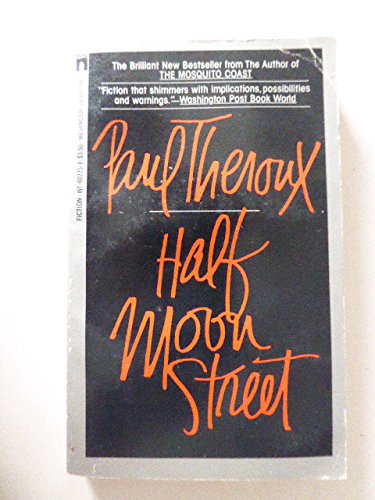 The Brilliant New Bestseller from The Author of
THE MOSQUITO COAST
"Fiction that shimmers with implications, possibilities
and warnings."—Washington Post Book World
Paul Theroux
Half
Moon
Street